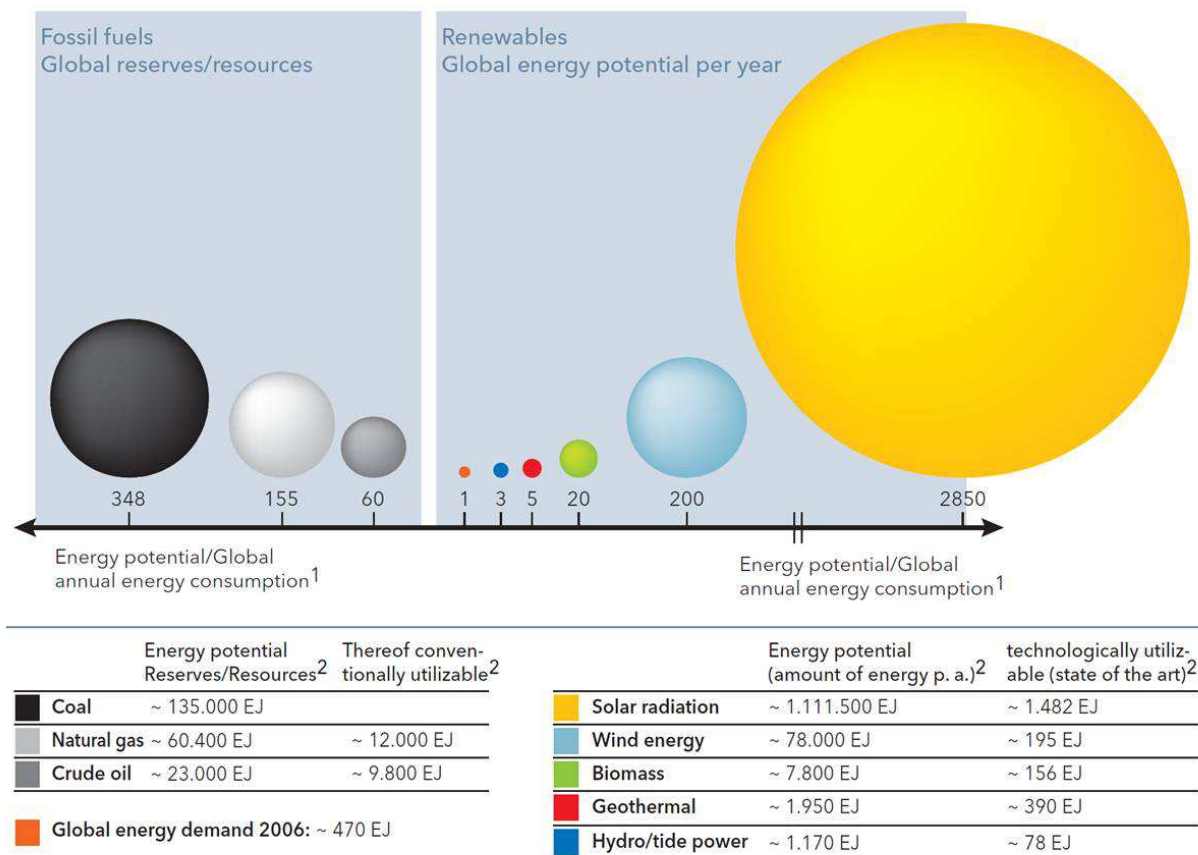 Fossil fuels
Global reserves/resources
Renewables
Global energy potential per year
348
155
60
1
3
5
20
200
2850
Energy potential/Global
annual energy consumption1
Energy potential/Global
annual energy consumption1
Energy potential
Reserves/Resources2
Thereof conven-
tionally utilizable2
Coal ~ 135.000 EJ
Natural gas ~ 60.400 EJ ~ 12.000 EJ
Crude oil ~ 23.000 EJ ~ 9.800 EJ
Global energy demand 2006: ~ 470 EJ
Energy potential
(amount of energy p. a.)2
technologically utiliz-
able (state of the art)2
Solar radiation ~ 1.111.500 EJ ~ 1.482 EJ
Wind energy ~ 78.000 EJ ~ 195 EJ
Biomass ~ 7.800 EJ ~ 156 EJ
Geothermal ~ 1.950 EJ ~ 390 EJ
Hydro/tide power ~ 1.170 EJ ~ 78 EJ